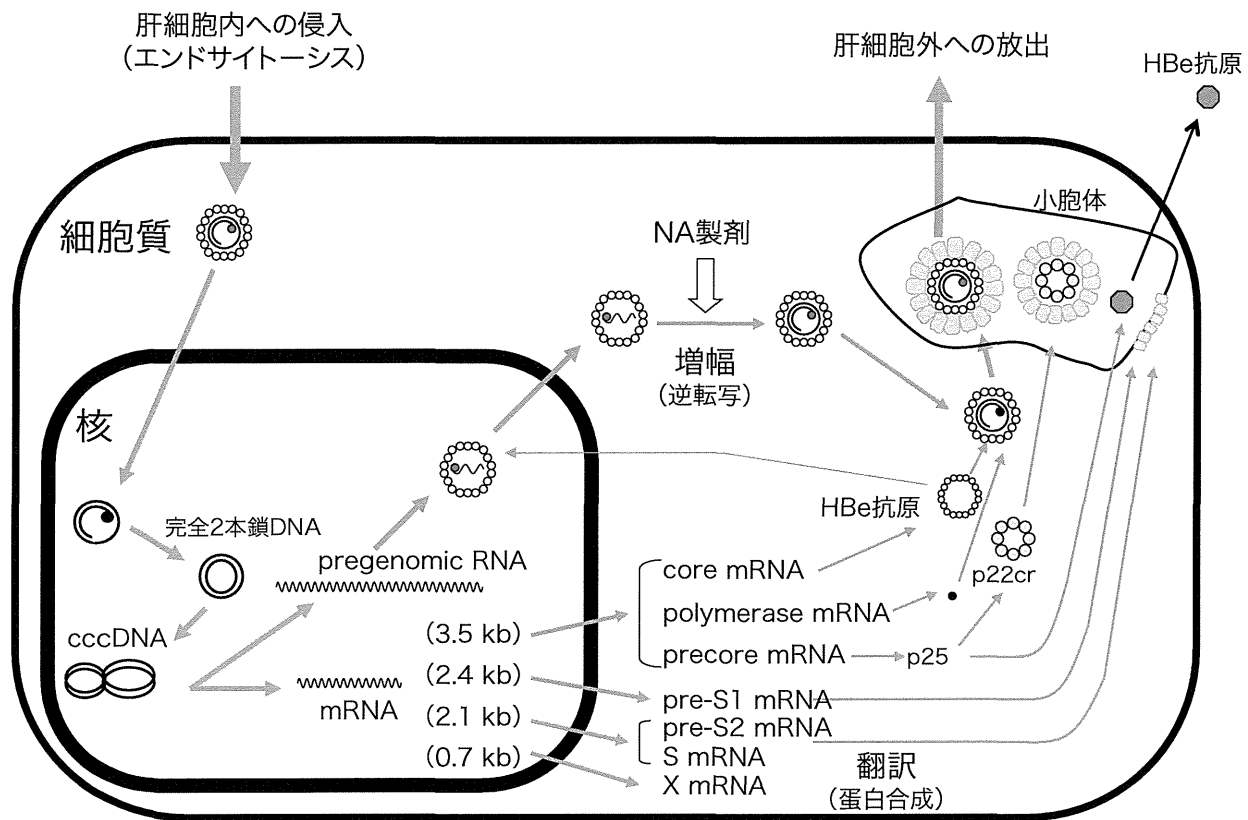 肝細胞内への侵入
(エンドサイトーシス)
肝細胞外への放出
HBe抗原
細胞質
NA製剤
小胞体
増幅
(逆転写)
核
完全2本鎖DNA
pregenomic RNA
cccDNA
mRNA
(3.5 kb)
(2.4 kb)
(2.1 kb)
(0.7 kb)
HBe抗原
p22cr
core mRNA
polymerase mRNA
precore mRNA
p25
pre-S1 mRNA
pre-S2 mRNA
S mRNA
X mRNA
翻訳
(蛋白合成)